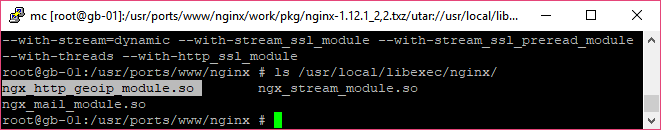 mc [root@gb-01]:/usr/ports/www/nginx/work/pkg/nginx-1.12.1_2,2.txz/utar://usr/local/lib...
--with-stream=dynamic --with-stream_ssl_module --with-stream_ssl_preread_module
--with-threads --with-http_ssl_module
root@gb-01:/usr/ports/www/nginx # ls /usr/local/libexec/nginx/
ngx_http_geoip_module.so ngx_stream_module.so
ngx_mail_module.so
root@gb-01:/usr/ports/www/nginx #